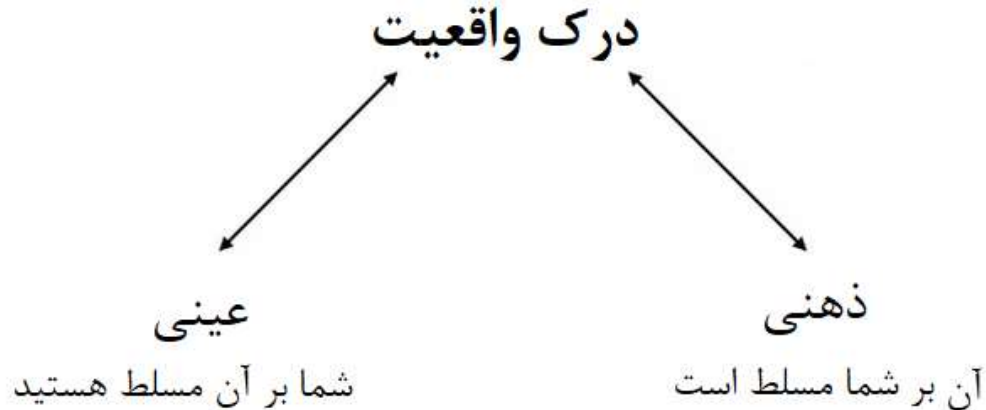 درک واقعیت
ذهنی
آن بر شما مسلط است
عینی
شما بر آن مسلط هستید